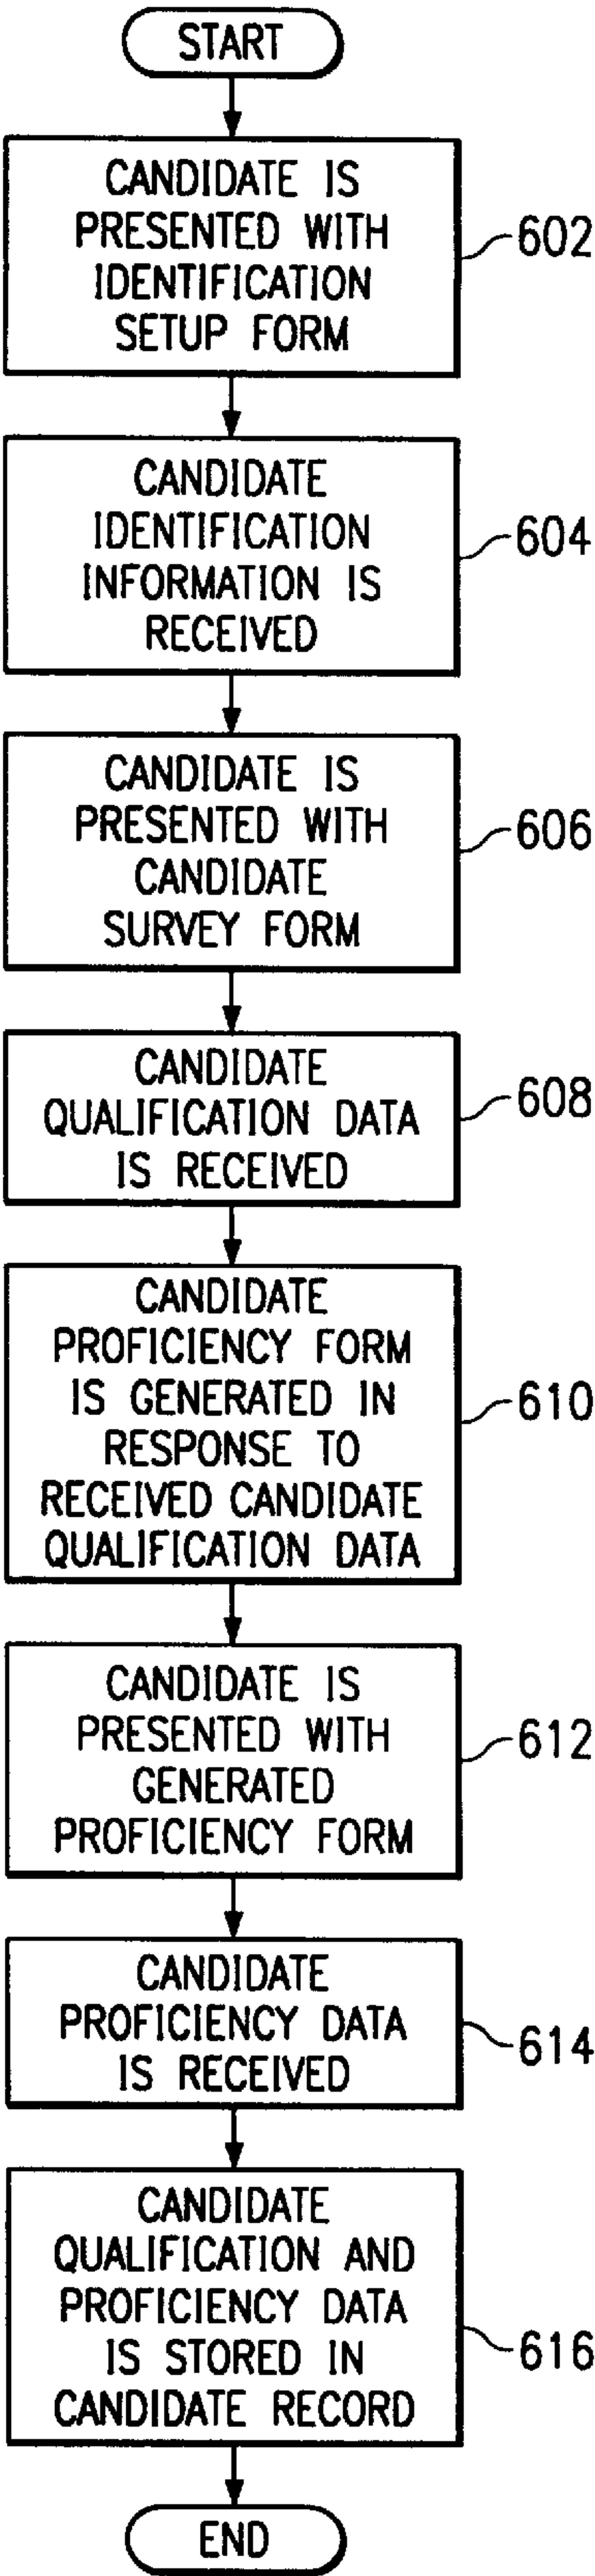 START
CANDIDATE IS
PRESENTED WITH
IDENTIFICATION
SETUP FORM
602
CANDIDATE
IDENTIFICATION
INFORMATION IS
RECEIVED
604
CANDIDATE IS
PRESENTED WITH
CANDIDATE
SURVEY FORM
606
CANDIDATE
QUALIFICATION DATA
IS RECEIVED
608
CANDIDATE
PROFICIENCY FORM
IS GENERATED IN
RESPONSE TO
RECEIVED CANDIDATE
QUALIFICATION DATA
610
CANDIDATE IS
PRESENTED WITH
GENERATED
PROFICIENCY FORM
612
CANDIDATE
PROFICIENCY DATA
IS RECEIVED
614
CANDIDATE
QUALIFICATION AND
PROFICIENCY DATA
IS STORED IN
CANDIDATE RECORD
616
END